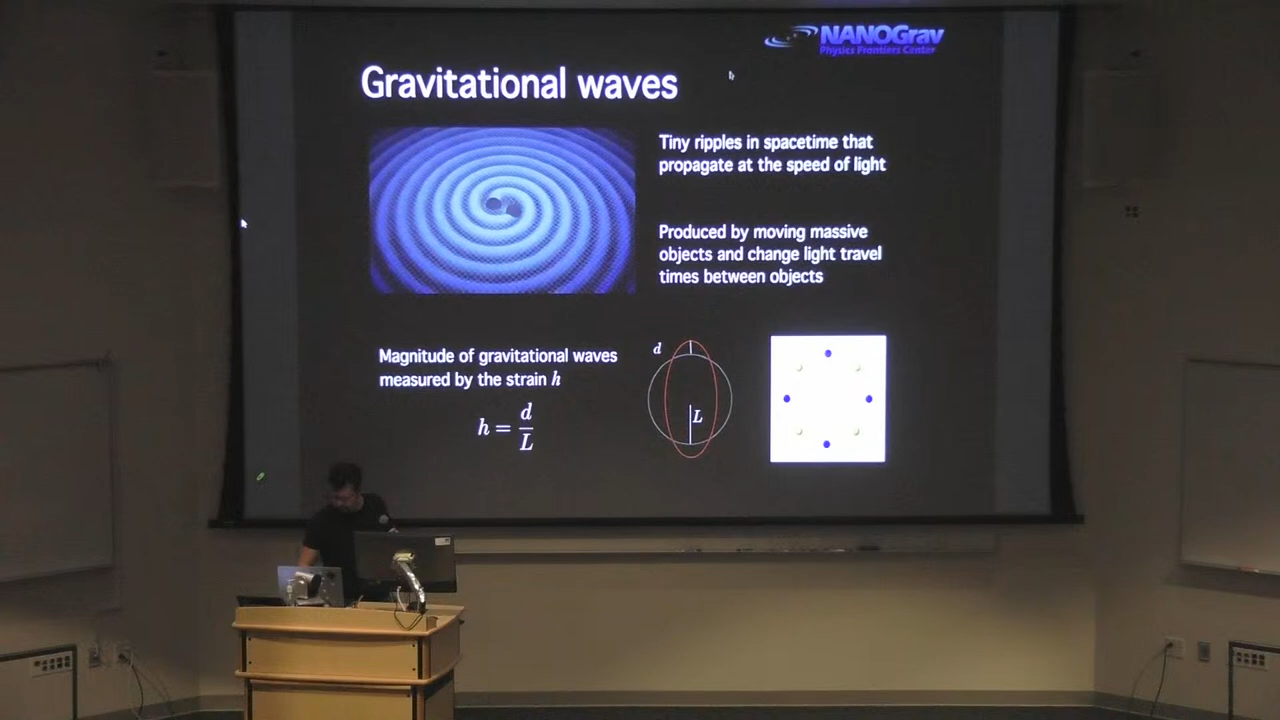 NANOGrav
Physics Frontiers Center
Gravitational waves
Tiny ripples in spacetime that
propagate at the speed of light
Produced by moving massive
objects and change light travel
times between objects
Magnitude of gravitational waves
measured by the strain h
h = d/L
d
L